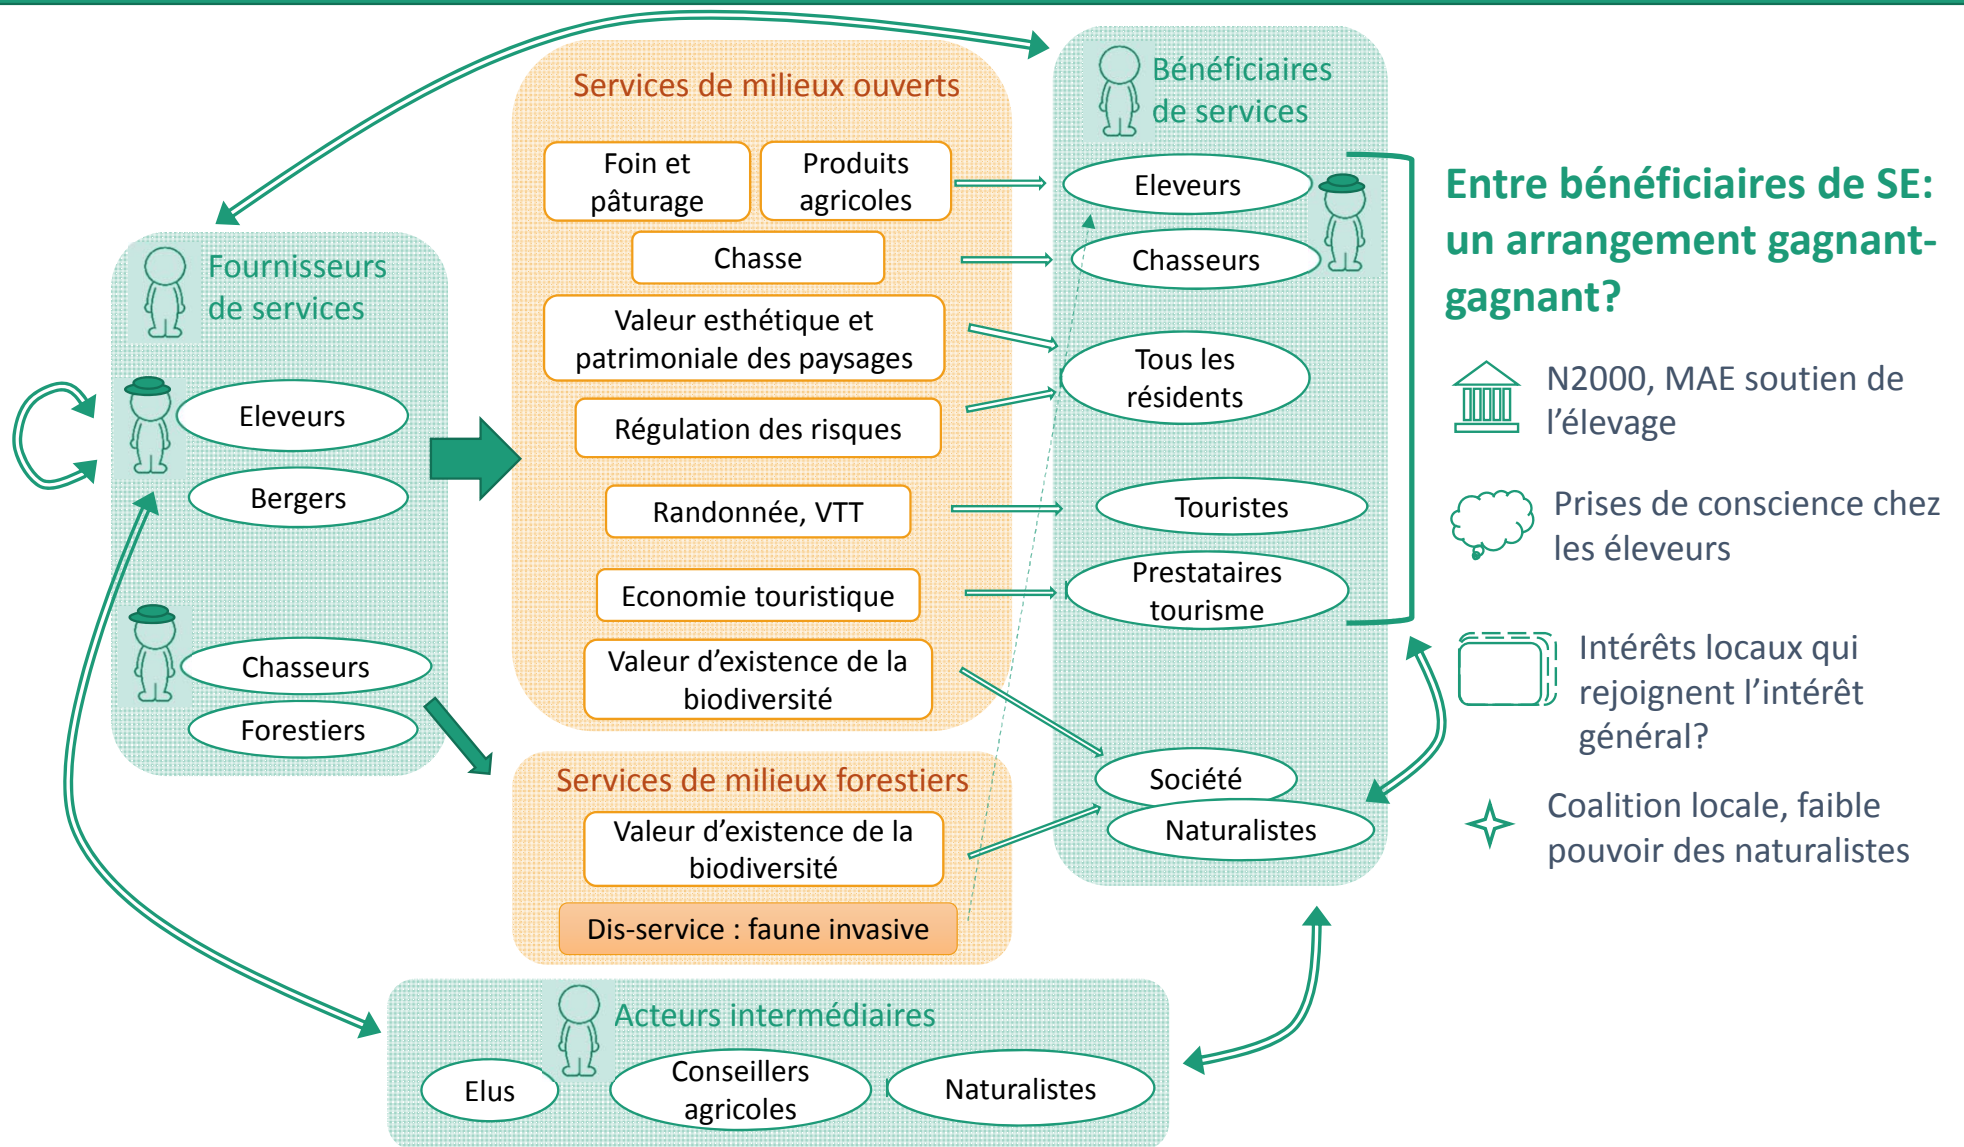 Services de milieux ouverts
Foin et
pâturage
Produits
agricoles
Chasse
Valeur esthétique et
patrimoniale des paysages
Régulation des risques
Randonnée, VTT
Economie touristique
Valeur d’existence de la
biodiversité
Fournisseurs
de services
Eleveurs
Bergers
Chasseurs
Forestiers
Services de milieux forestiers
Valeur d’existence de la
biodiversité
Dis-service : faune invasive
Bénéficiaires
de services
Eleveurs
Chasseurs
Tous les
résidents
Touristes
Prestataires
tourisme
Société
Naturalistes
Acteurs intermédiaires
Elus
Conseillers
agricoles
Naturalistes
Entre bénéficiaires de SE:
un arrangement gagnant-
gagnant?
N2000, MAE soutien de
l’élevage
Prises de conscience chez
les éleveurs
Intérêts locaux qui
rejoignent l’intérêt
général?
Coalition locale, faible
pouvoir des naturalistes